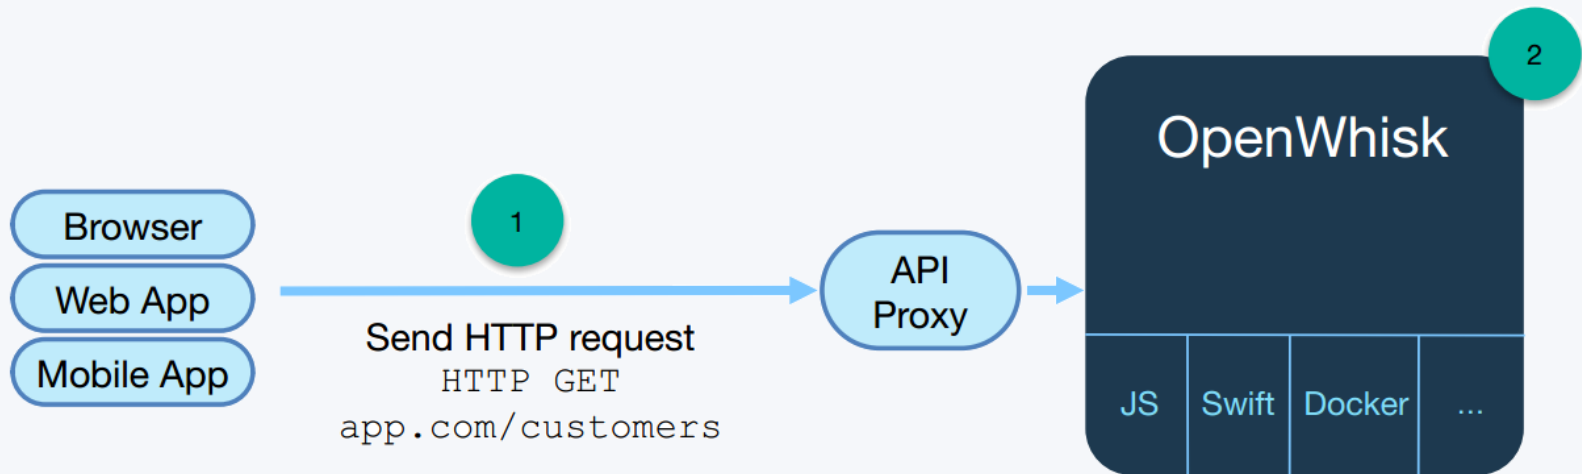 Browser
Web App
Mobile App
1
Send HTTP request
HTTP GET
app.com/customers
API
Proxy
2
OpenWhisk
JS
Swift
Docker
...